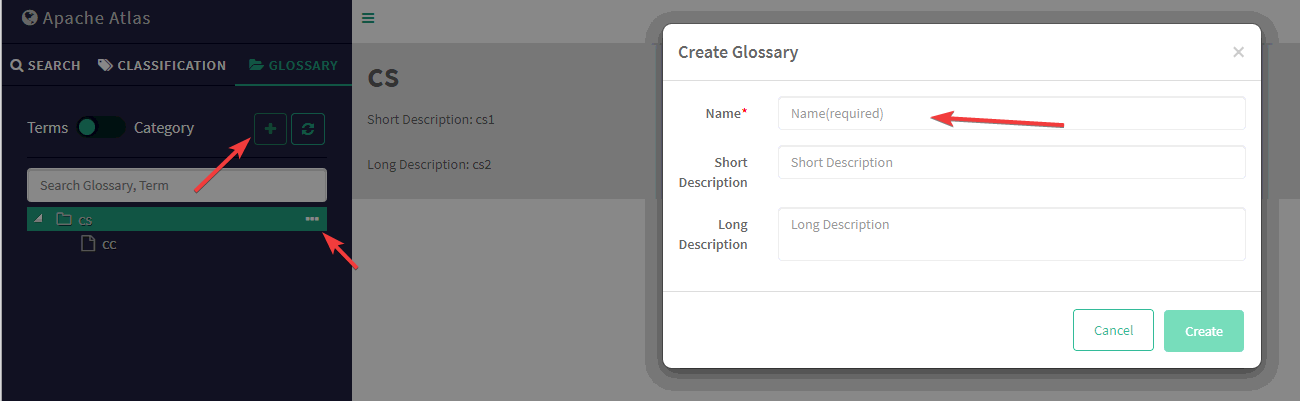 Apache Atlas
SEARCH CLASSIFICATION GLOSSARY
Terms Category
Search Glossary, Term
cs
cc
cs
Short Description: cs1
Long Description: cs2
Create Glossary ×
Name* Name(required)
Short
Description
Short Description
Long
Description
Long Description
Cancel Create